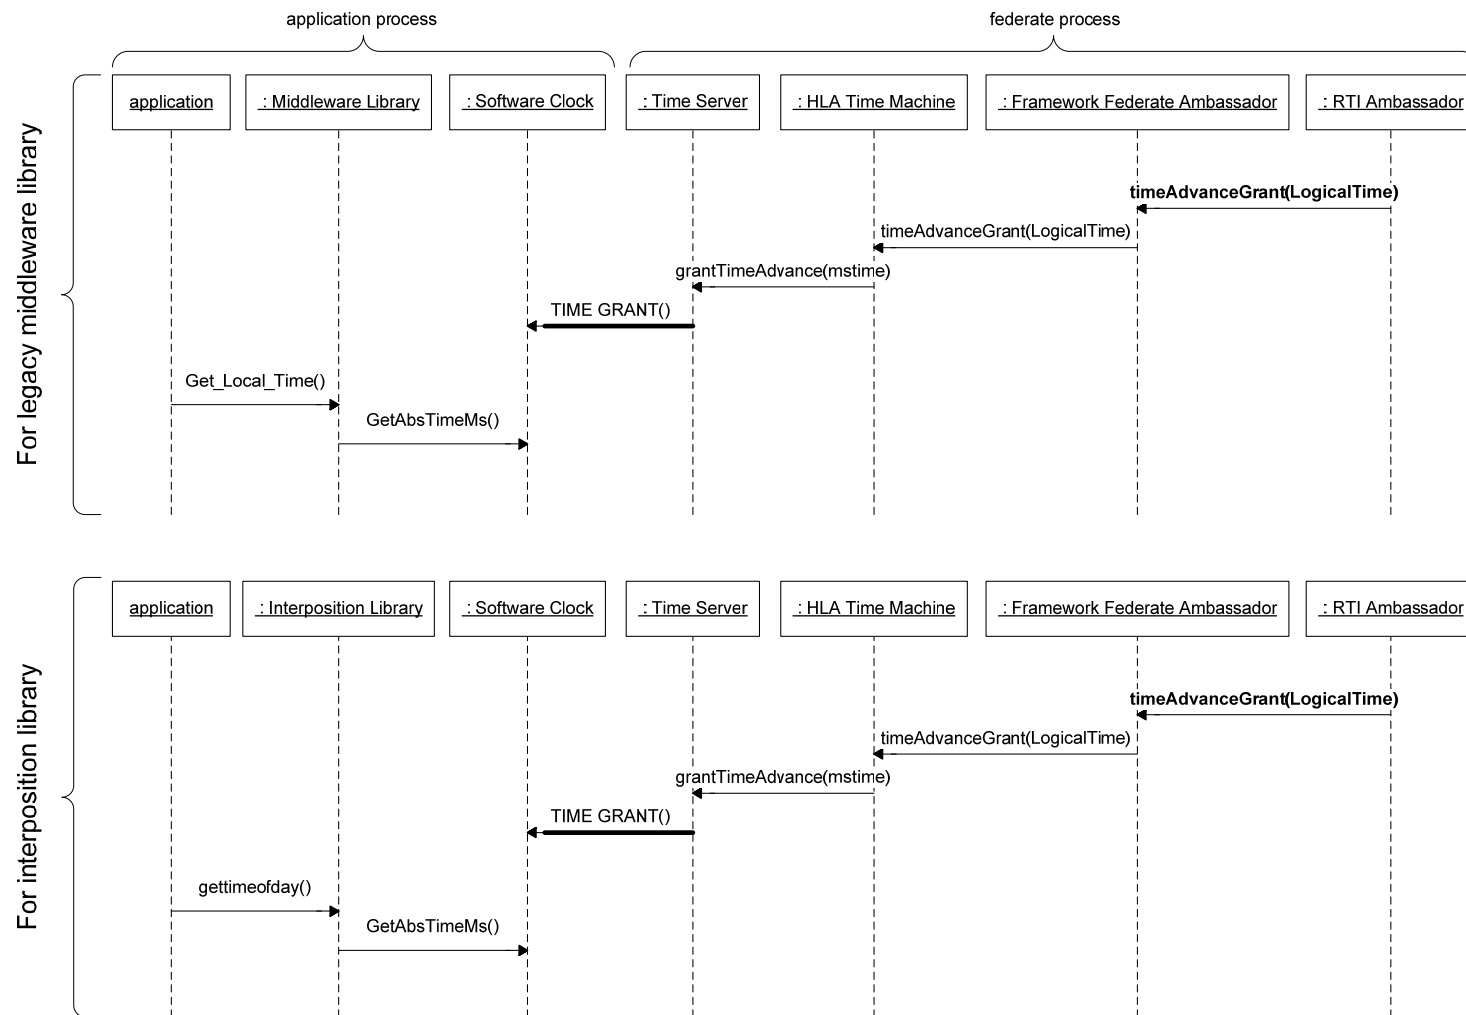 application process
federate process
For legacy middleware library
application
: Middleware Library
: Software Clock
: Time Server
: HLA Time Machine
: Framework Federate Ambassador
: RTI Ambassador
timeAdvanceGrant(LogicalTime)
timeAdvanceGrant(LogicalTime)
grantTimeAdvance(mstime)
TIME GRANT()
Get_Local_Time()
GetAbsTimeMs()
For interposition library
application
: Interposition Library
: Software Clock
: Time Server
: HLA Time Machine
: Framework Federate Ambassador
: RTI Ambassador
timeAdvanceGrant(LogicalTime)
timeAdvanceGrant(LogicalTime)
grantTimeAdvance(mstime)
TIME GRANT()
gettimeofday()
GetAbsTimeMs()